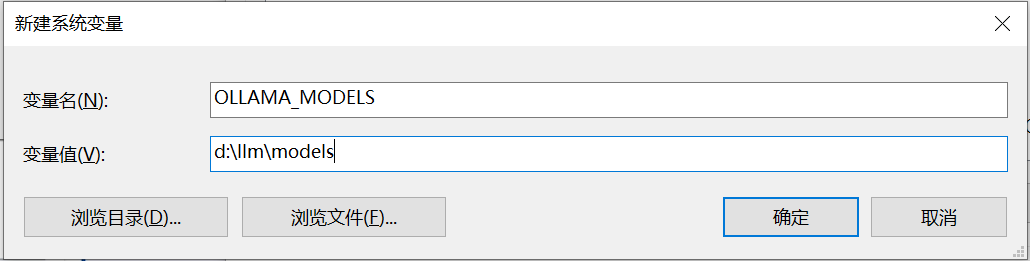 新建系统变量
变量名(N):
OLLAMA_MODELS
变量值(V):
d:\llm\models
浏览目录(D)...
浏览文件(F)...
确定
取消